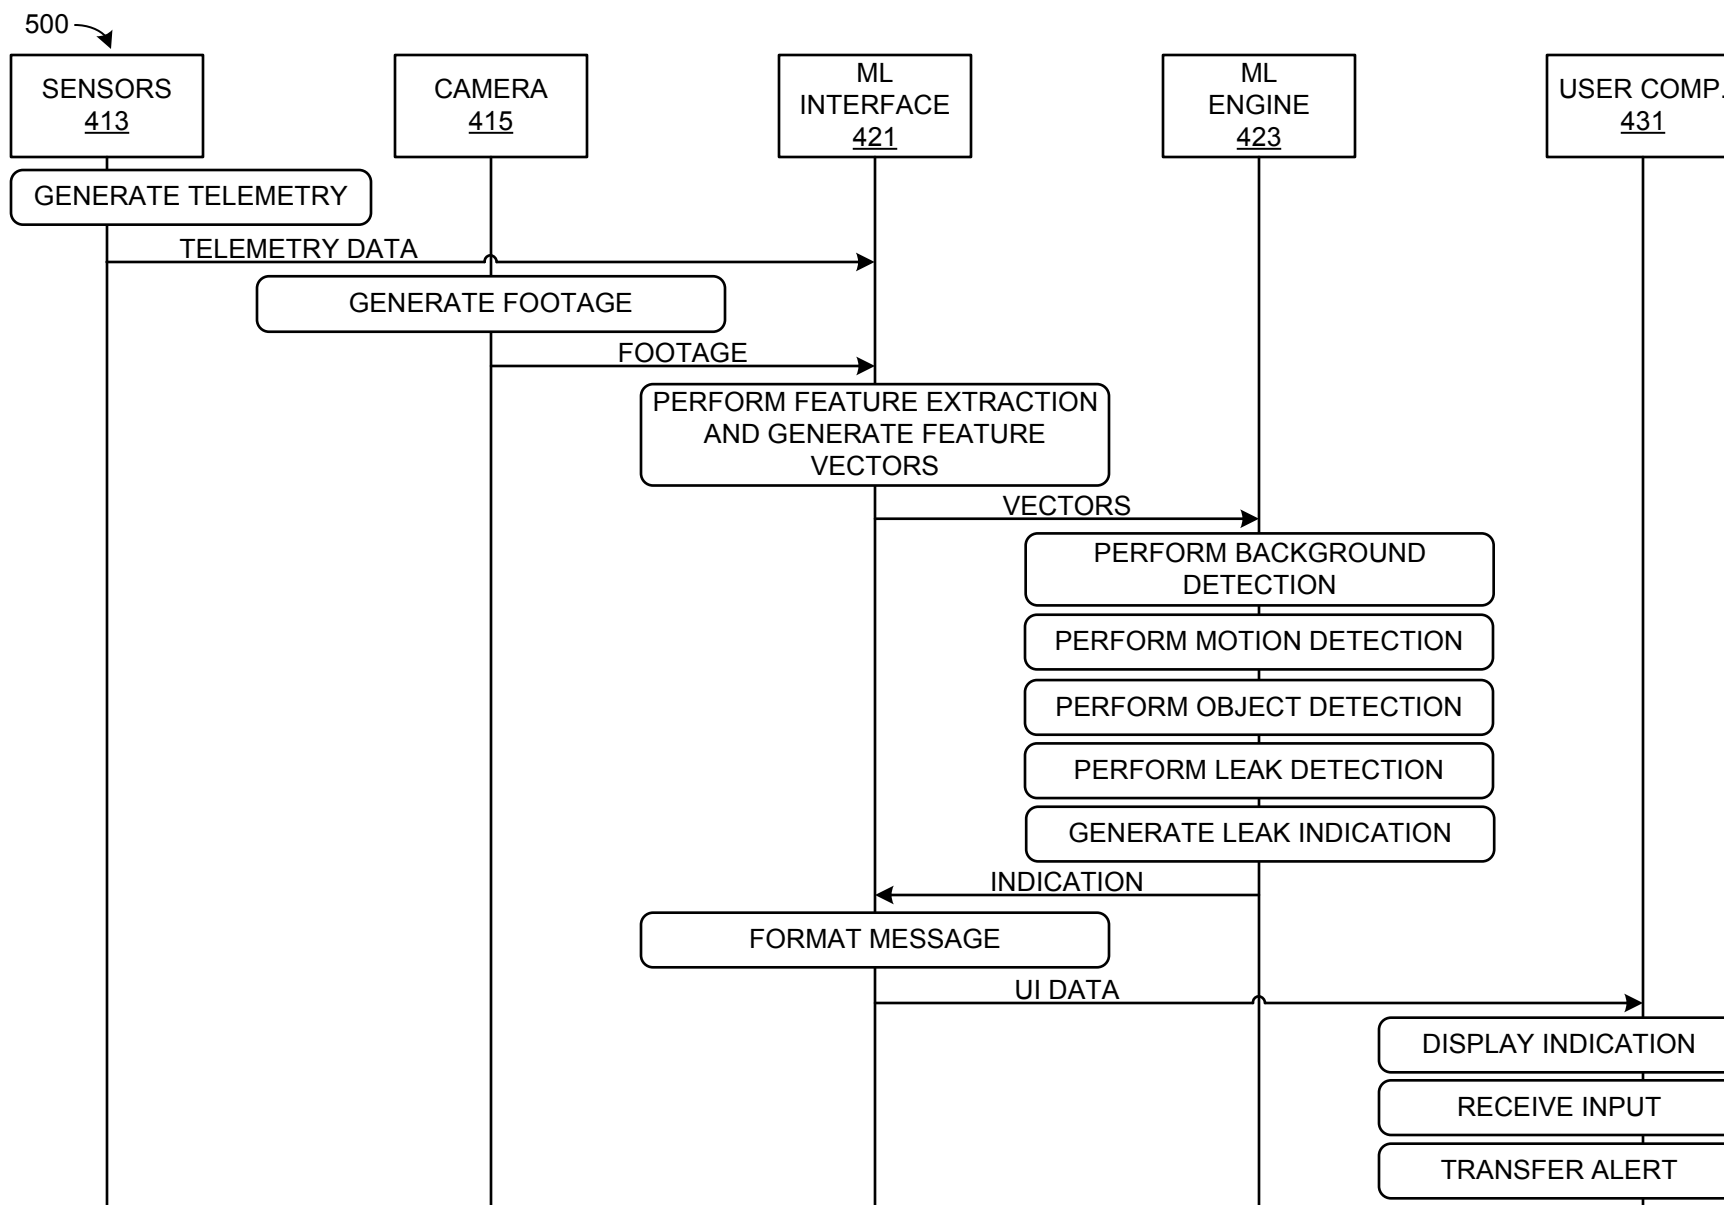 500
SENSORS
413
CAMERA
415
ML
INTERFACE
421
ML
ENGINE
423
USER COMP.
431
GENERATE TELEMETRY
TELEMETRY DATA
GENERATE FOOTAGE
FOOTAGE
PERFORM FEATURE EXTRACTION
AND GENERATE FEATURE
VECTORS
VECTORS
PERFORM BACKGROUND
DETECTION
PERFORM MOTION DETECTION
PERFORM OBJECT DETECTION
PERFORM LEAK DETECTION
GENERATE LEAK INDICATION
INDICATION
FORMAT MESSAGE
UI DATA
DISPLAY INDICATION
RECEIVE INPUT
TRANSFER ALERT